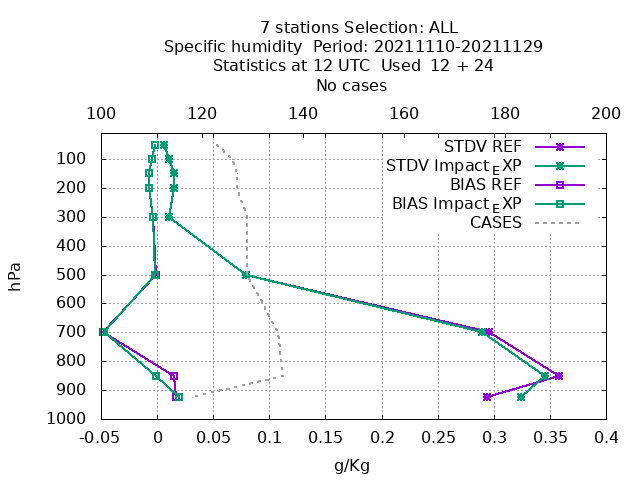 7 stations Selection: ALL
Specific humidity  Period: 20211110-20211129
Statistics at 12 UTC  Used  12 + 24
No cases
100 120 140 160 180 200
STDV REF
STDV Impact_EXP
BIAS REF
BIAS Impact_EXP
CASES
hPa
100
200
300
400
500
600
700
800
900
1000
-0.05 0 0.05 0.1 0.15 0.2 0.25 0.3 0.35 0.4
g/Kg